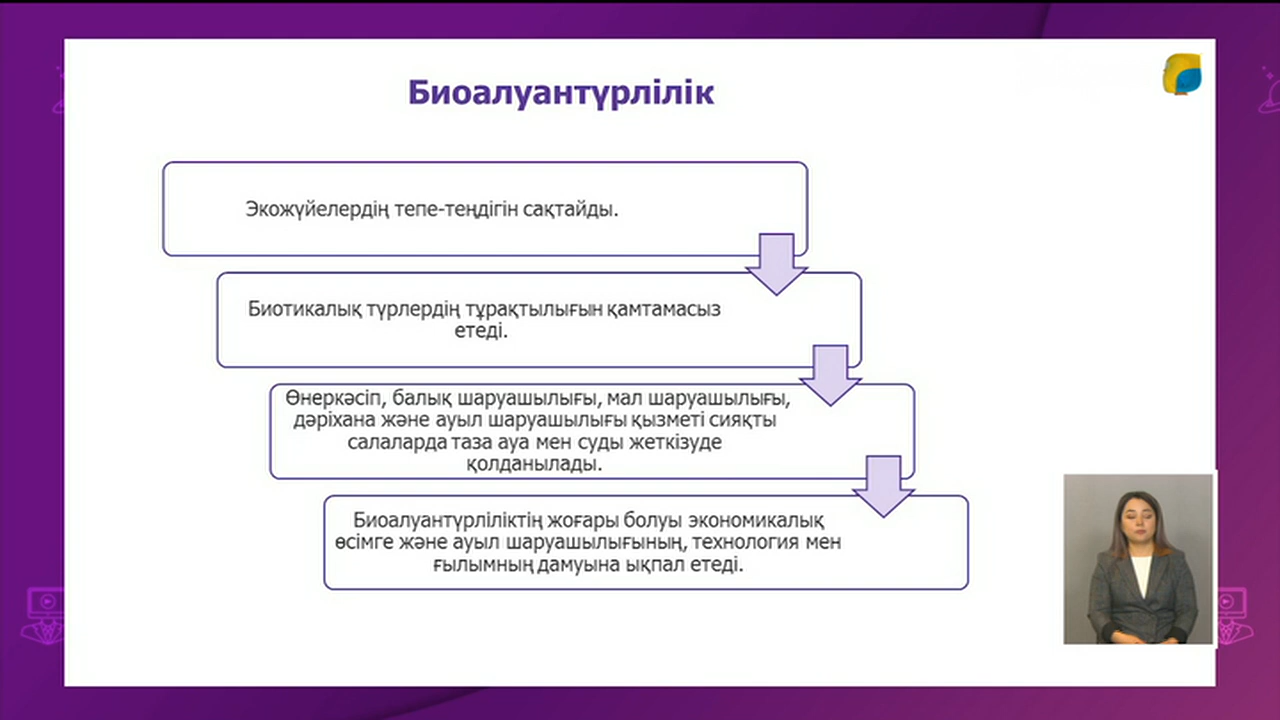 Биоалуантүрлілік
Экожүйелердің тепе-теңдігін сақтайды.
Биотикалық түрлердің тұрақтылығын қамтамасыз
етеді.
Өнеркәсіп, балық шаруашылығы, мал шаруашылығы,
дәріхана және ауыл шаруашылығы қызметі сияқты
салаларда таза ауа мен суды жеткізуде
қолданылады.
Биоалуантүрліліктің жоғары болуы экономикалық
өсімге және ауыл шаруашылығының, технология мен
ғылымның дамуына ықпал етеді.